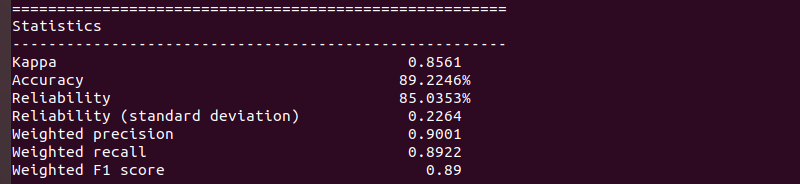 =======================================================
Statistics
-------------------------------------------------------
Kappa                                       0.8561
Accuracy                                   89.2246%
Reliability                                85.0353%
Reliability (standard deviation)            0.2264
Weighted precision                          0.9001
Weighted recall                             0.8922
Weighted F1 score                             0.89